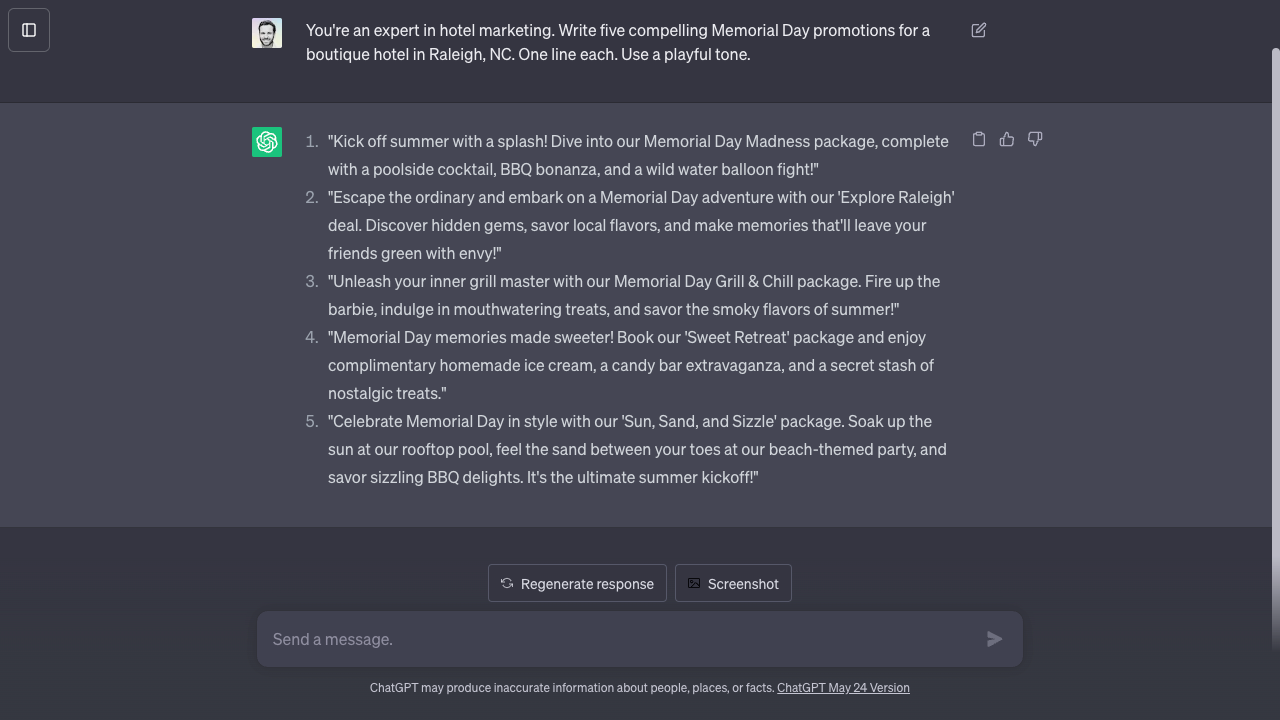 You're an expert in hotel marketing. Write five compelling Memorial Day promotions for a
boutique hotel in Raleigh, NC. One line each. Use a playful tone.
1. "Kick off summer with a splash! Dive into our Memorial Day Madness package, complete
with a poolside cocktail, BBQ bonanza, and a wild water balloon fight!"
2. "Escape the ordinary and embark on a Memorial Day adventure with our 'Explore Raleigh'
deal. Discover hidden gems, savor local flavors, and make memories that'll leave your
friends green with envy!"
3. "Unleash your inner grill master with our Memorial Day Grill & Chill package. Fire up the
barbie, indulge in mouthwatering treats, and savor the smoky flavors of summer!"
4. "Memorial Day memories made sweeter! Book our 'Sweet Retreat' package and enjoy
complimentary homemade ice cream, a candy bar extravaganza, and a secret stash of
nostalgic treats."
5. "Celebrate Memorial Day in style with our 'Sun, Sand, and Sizzle' package. Soak up the
sun at our rooftop pool, feel the sand between your toes at our beach-themed party, and
savor sizzling BBQ delights. It's the ultimate summer kickoff!"
Regenerate response
Screenshot
Send a message.
ChatGPT may produce inaccurate information about people, places, or facts. ChatGPT May 24 Version